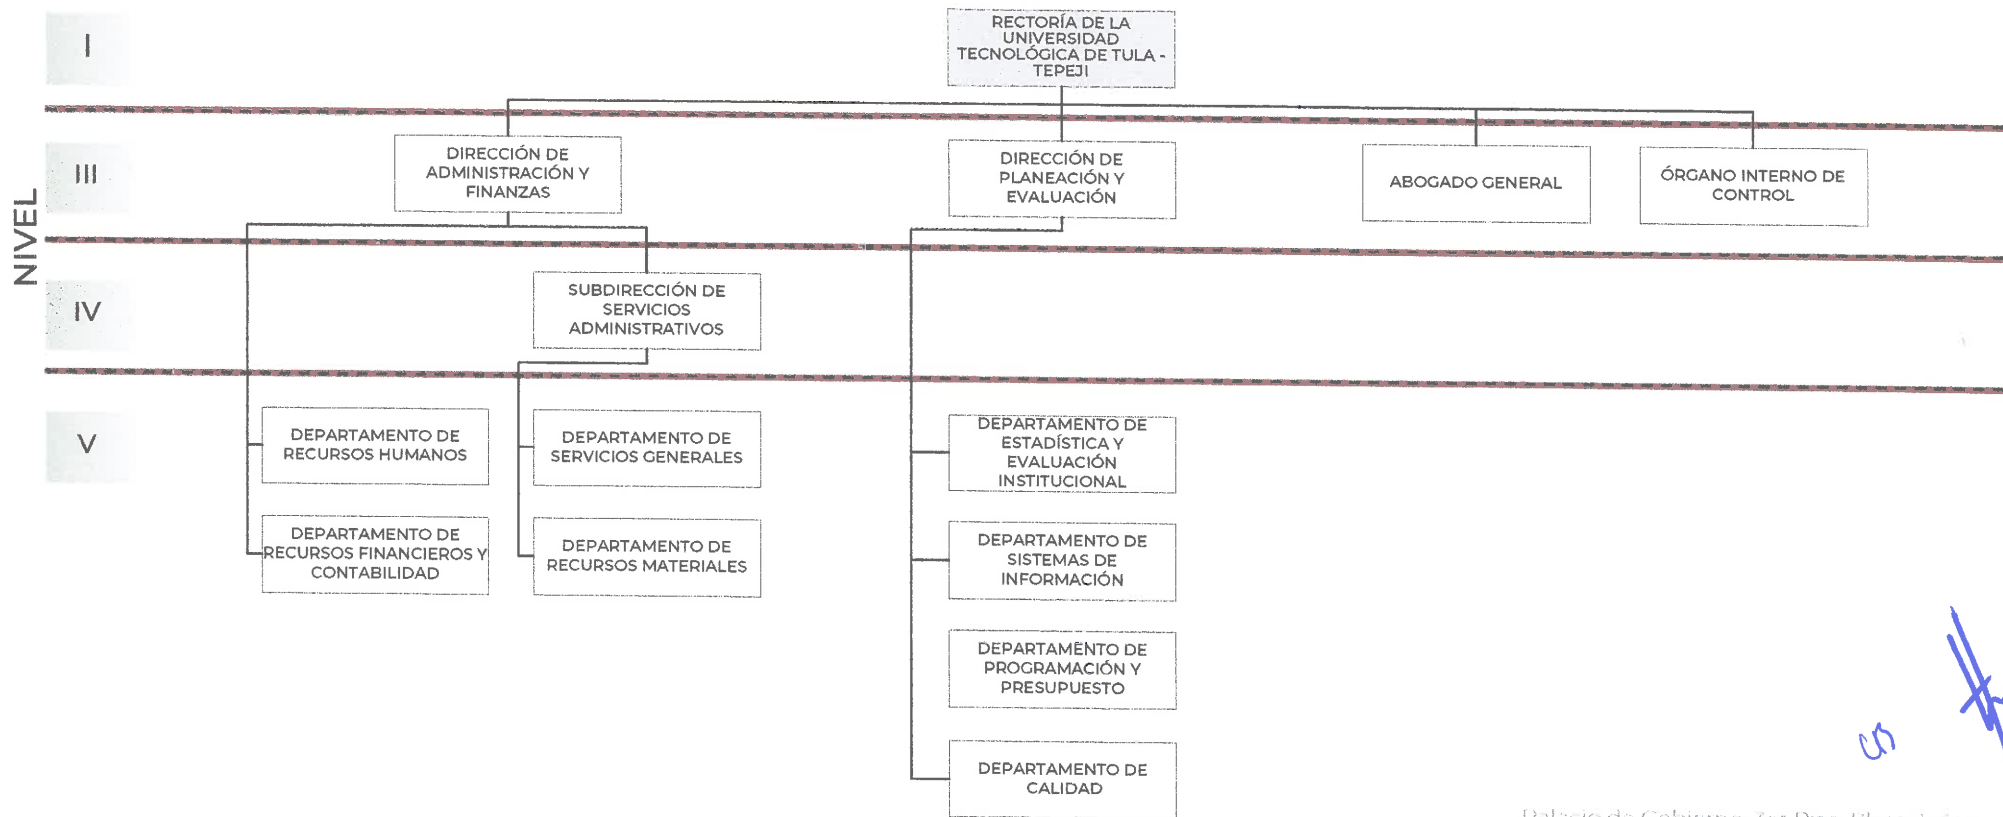 NIVEL
I
RECTORÍA DE LA
UNIVERSIDAD
TECNOLÓGICA DE TULA -
TEPEJI
III
DIRECCIÓN DE
ADMINISTRACIÓN Y
FINANZAS
DIRECCIÓN DE
PLANEACIÓN Y
EVALUACIÓN
ABOGADO GENERAL
ÓRGANO INTERNO DE
CONTROL
IV
SUBDIRECCIÓN DE
SERVICIOS
ADMINISTRATIVOS
V
DEPARTAMENTO DE
RECURSOS HUMANOS
DEPARTAMENTO DE
RECURSOS FINANCIEROS Y
CONTABILIDAD
DEPARTAMENTO DE
SERVICIOS GENERALES
DEPARTAMENTO DE
RECURSOS MATERIALES
DEPARTAMENTO DE
ESTADÍSTICA Y
EVALUACIÓN
INSTITUCIONAL
DEPARTAMENTO DE
SISTEMAS DE
INFORMACIÓN
DEPARTAMENTO DE
PROGRAMACIÓN Y
PRESUPUESTO
DEPARTAMENTO DE
CALIDAD
Palacio de Gobierno